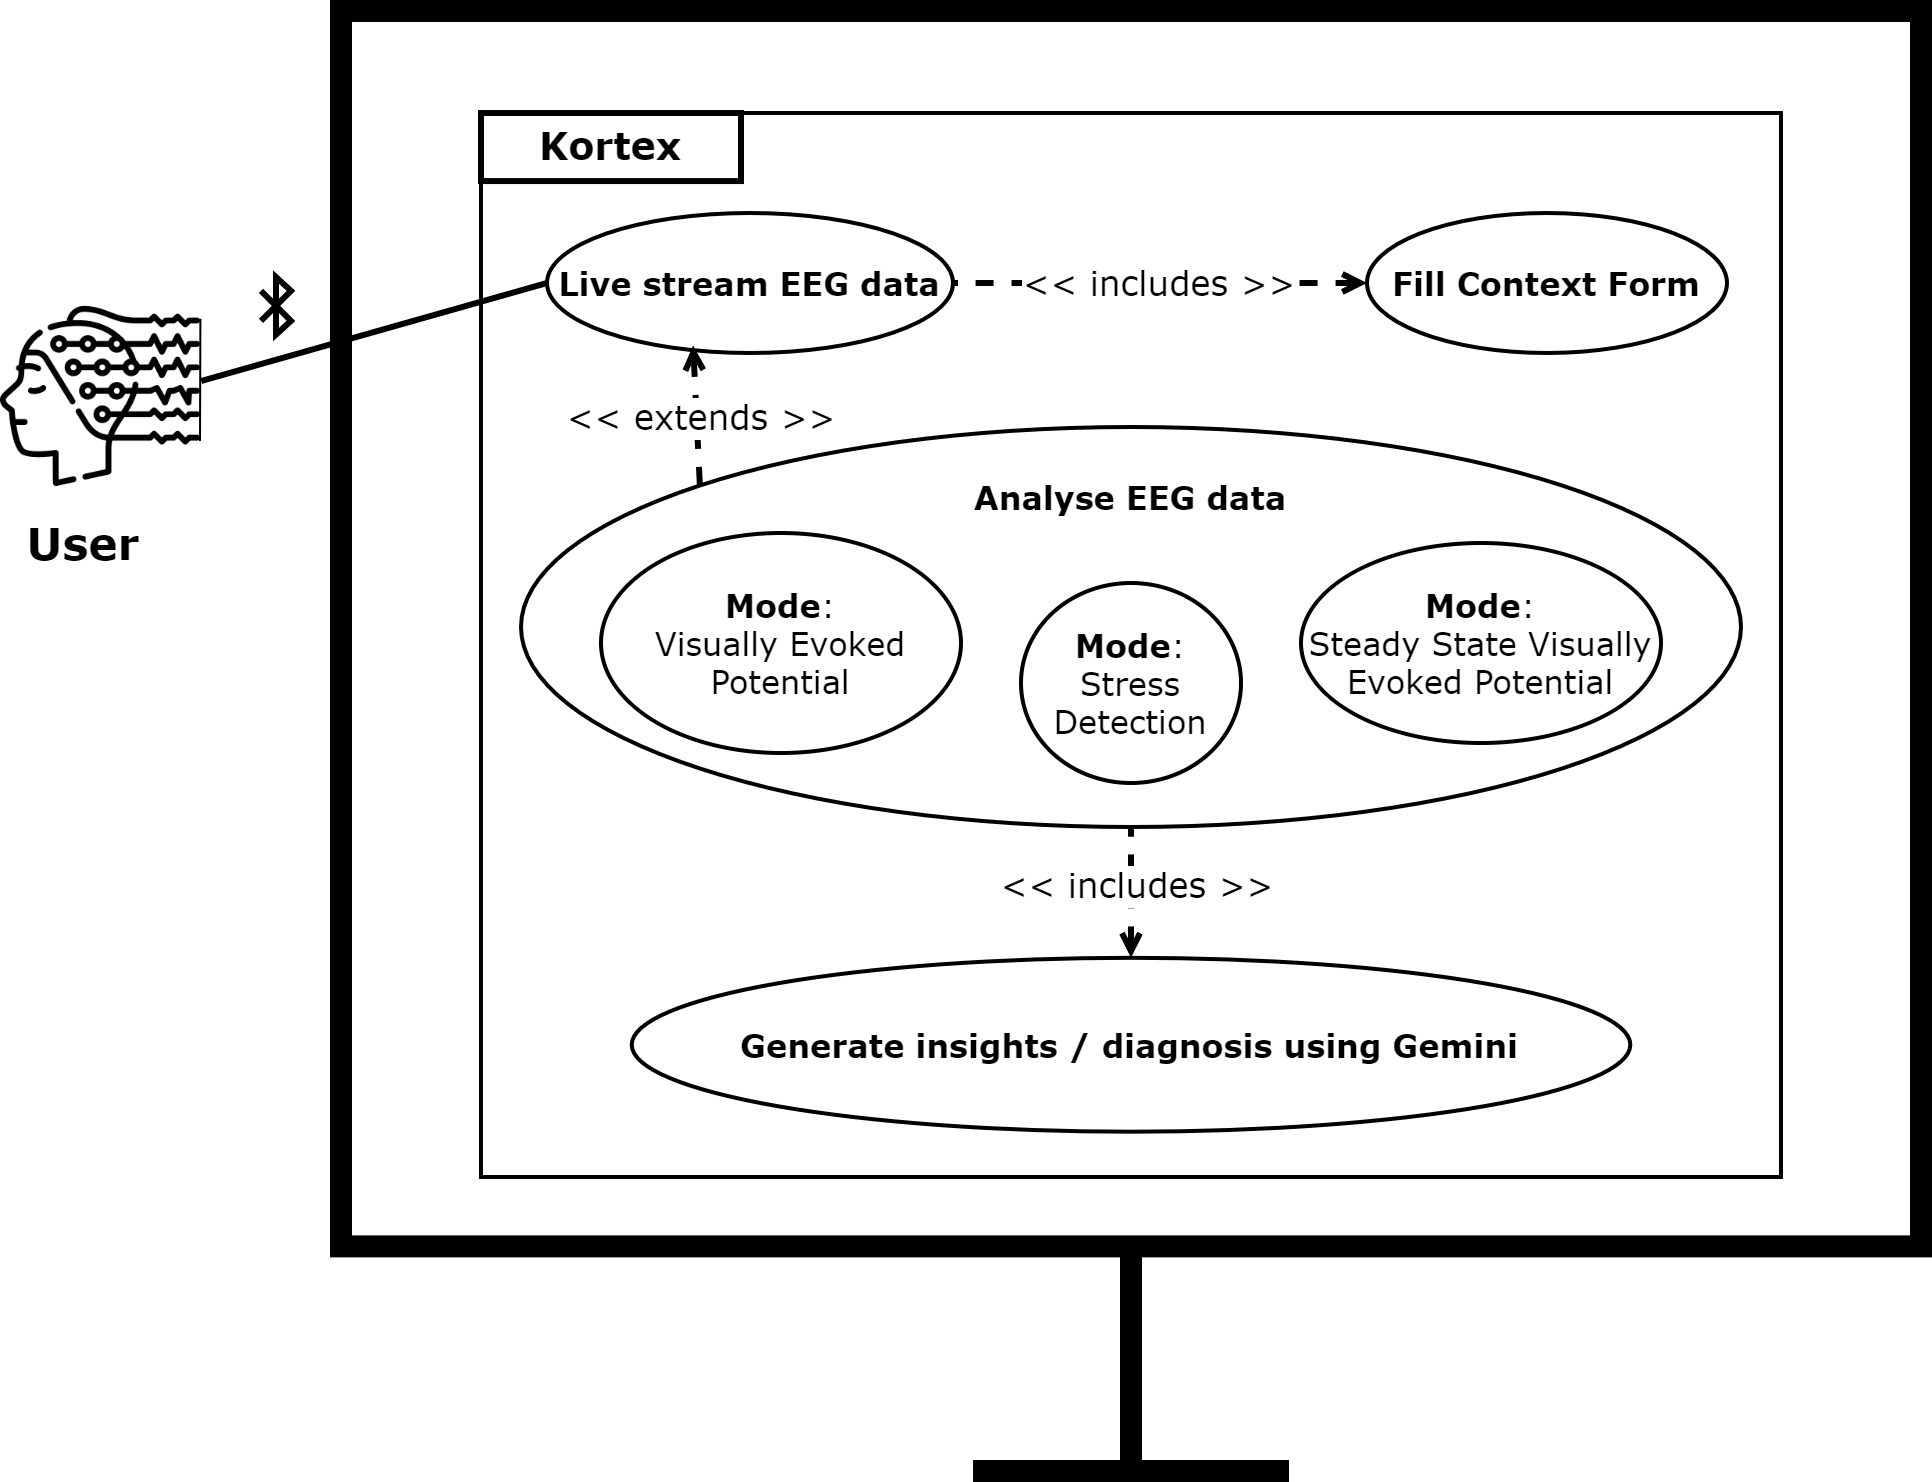 Kortex
Live stream EEG data
<< includes >>
Fill Context Form
<< extends >>
User
Analyse EEG data
Mode:
Visually Evoked
Potential
Mode:
Stress
Detection
Mode:
Steady State Visually
Evoked Potential
<< includes >>
Generate insights / diagnosis using Gemini